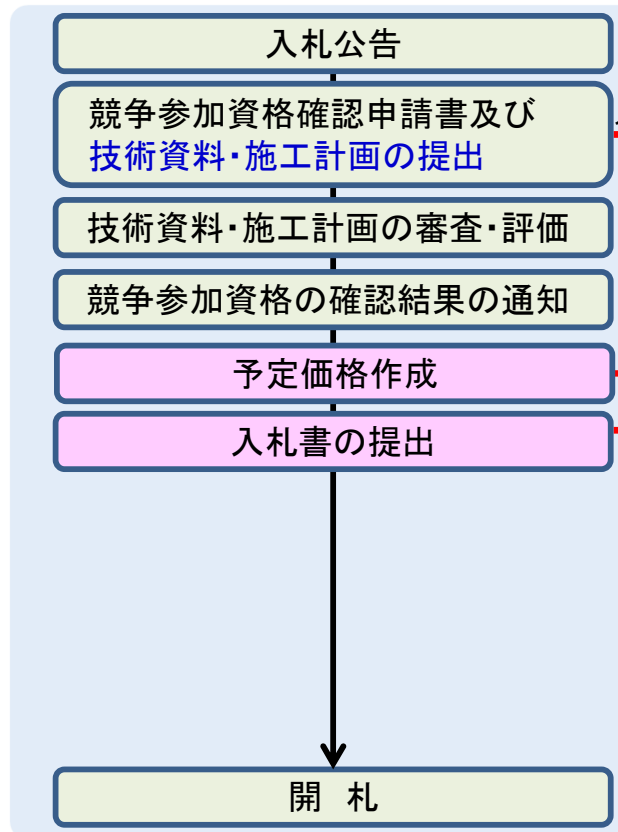 入札公告
競争参加資格確認申請書及び
技術資料・施工計画の提出
技術資料・施工計画の審査・評価
競争参加資格の確認結果の通知
予定価格作成
入札書の提出
開　札